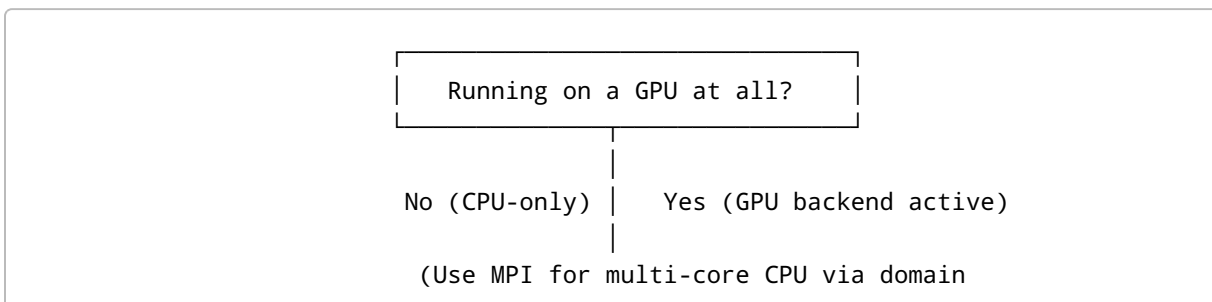 Running on a GPU at all?
No (CPU-only) Yes (GPU backend active)
(Use MPI for multi-core CPU via domain